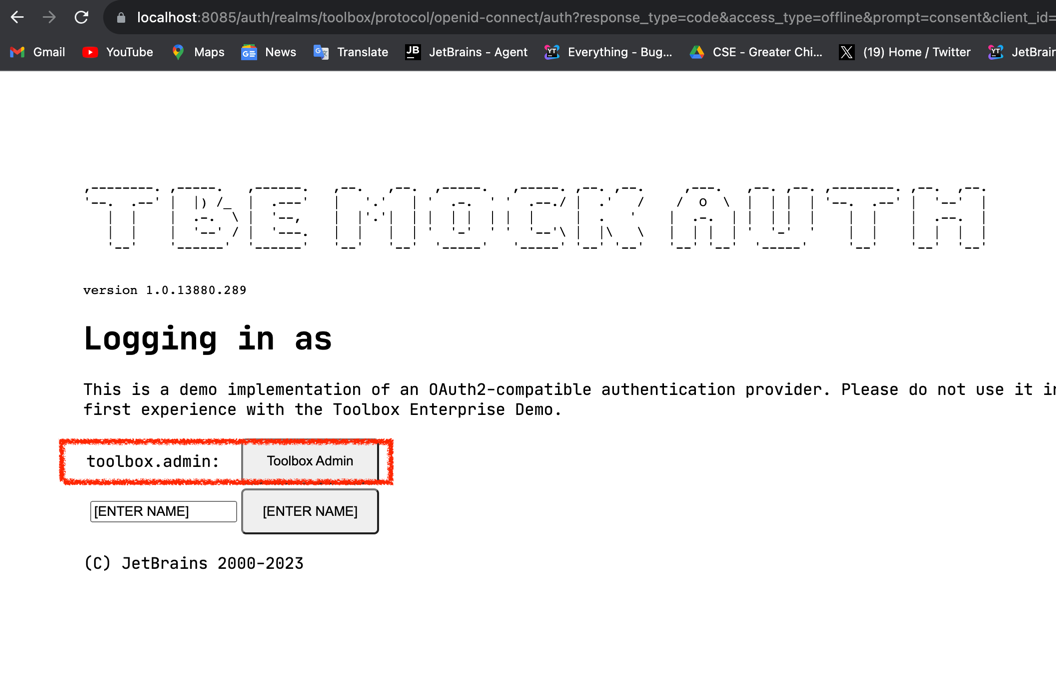 localhost:8085/auth/realms/toolbox/protocol/openid-connect/auth?response_type=code&access_type=offline&prompt=consent&client_id=
Gmail YouTube Maps News Translate JetBrains - Agent Everything - Bug... CSE - Greater Chi... (19) Home / Twitter JetBrain
TBE MOCK AUTH
version 1.0.13880.289
Logging in as
This is a demo implementation of an OAuth2-compatible authentication provider. Please do not use it in
first experience with the Toolbox Enterprise Demo.
toolbox.admin: Toolbox Admin
[ENTER NAME] [ENTER NAME]
(C) JetBrains 2000-2023